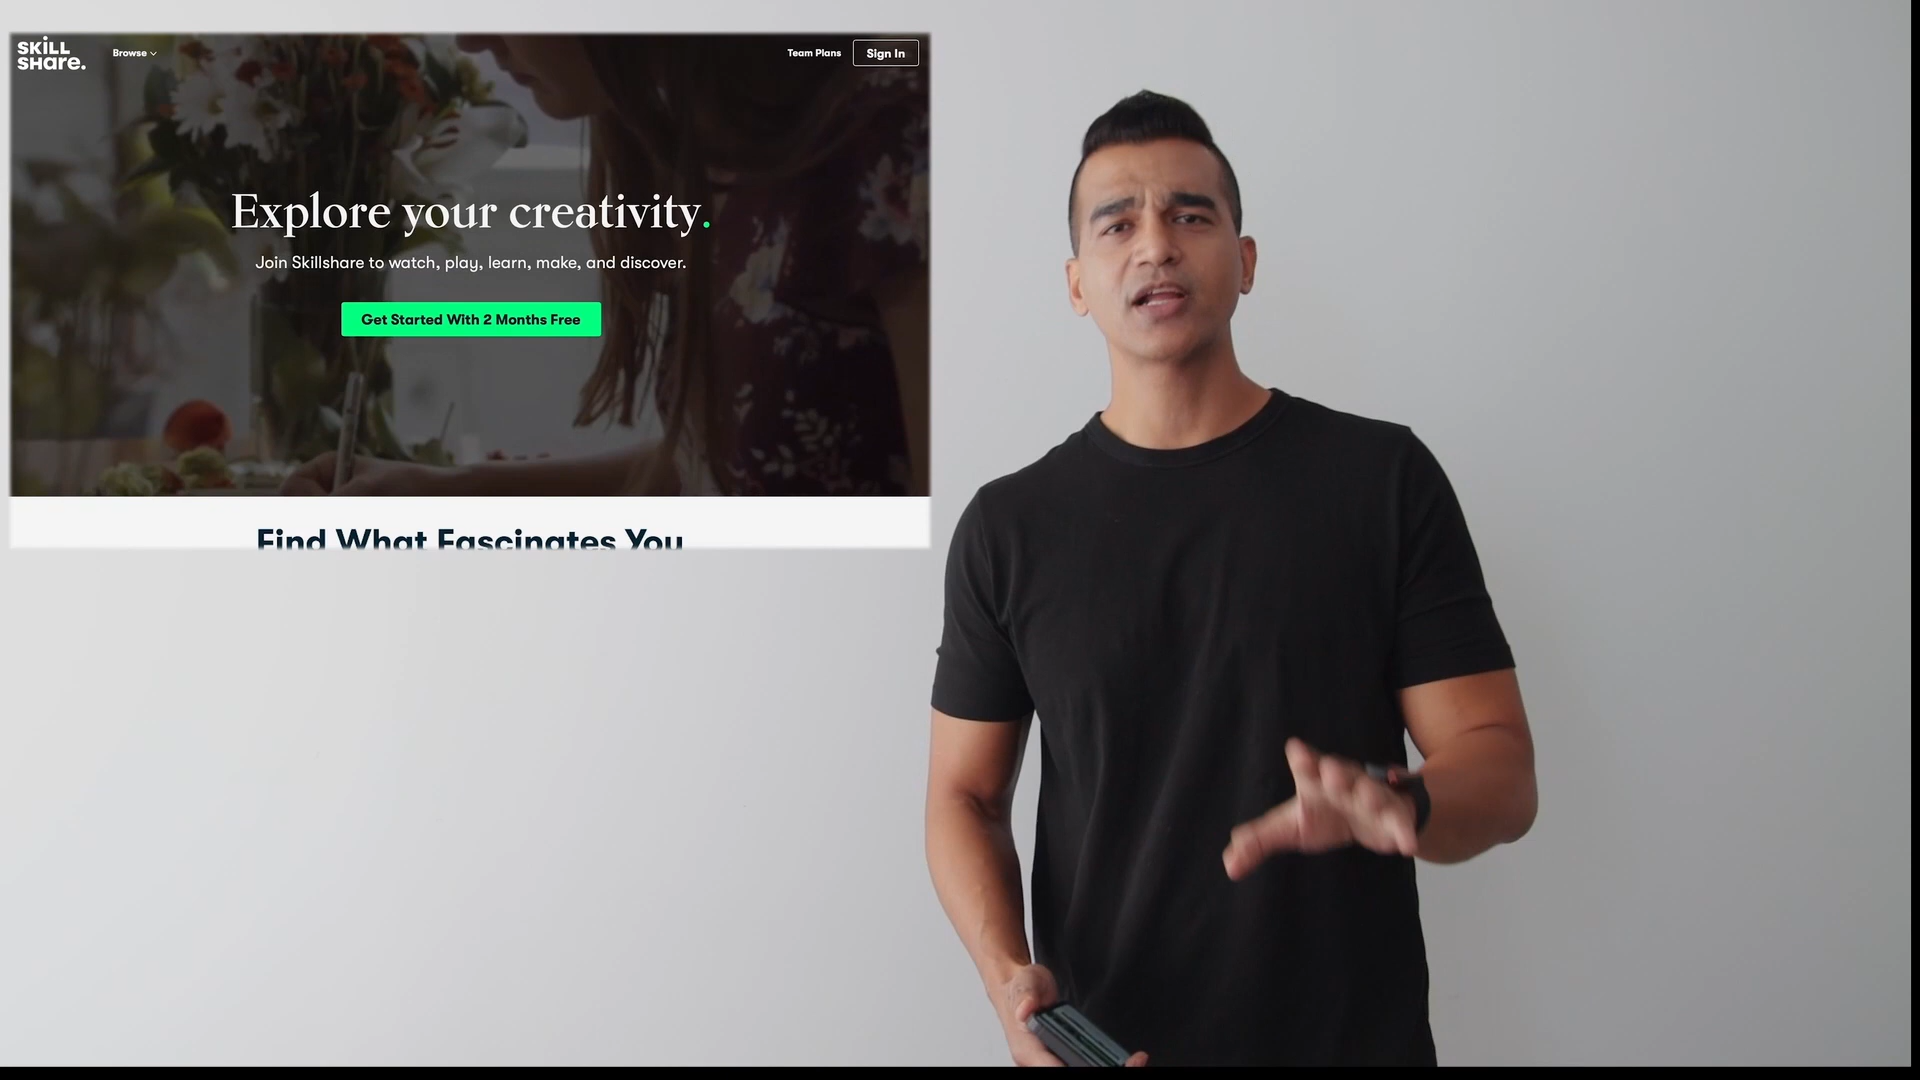 SKiLL
SHare.
Browse
Team Plans
Sign In
Explore your creativity.
Join Skillshare to watch, play, learn, make, and discover.
Get Started With 2 Months Free
Find What Fascinates You